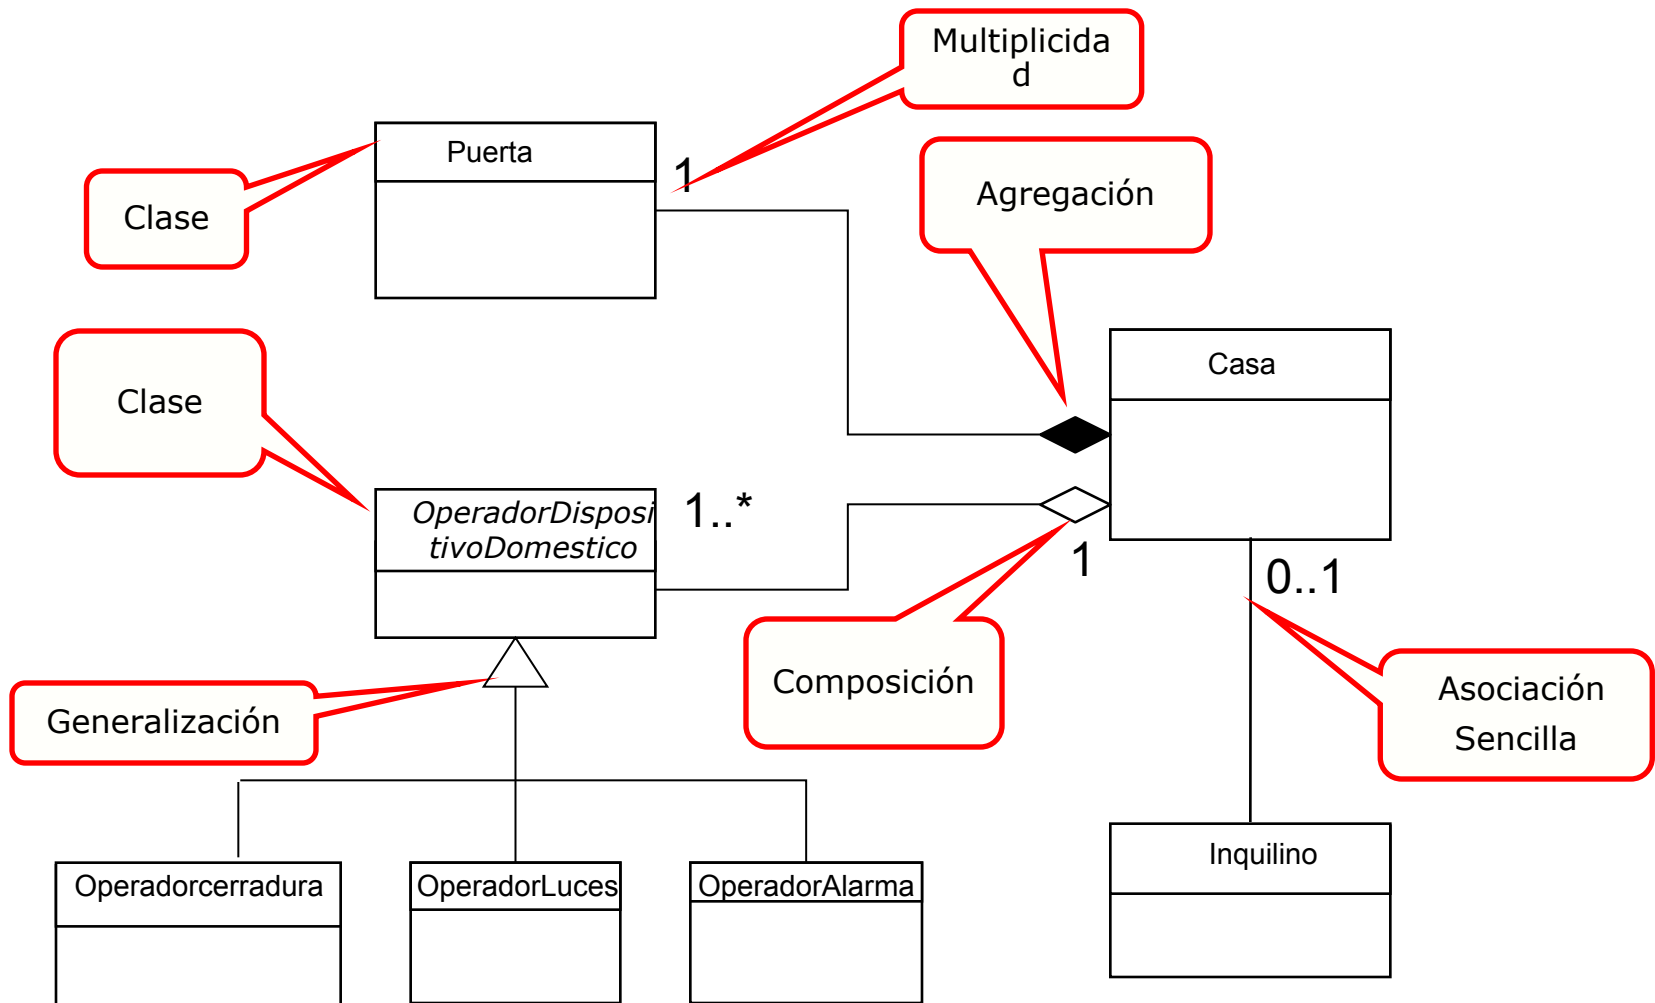 Multiplicida
d
Puerta
1
Clase
Agregación
Casa
Clase
OperadorDisposi
tivoDomestico
1..*
1
0..1
Composición
Asociación
Sencilla
Generalización
Inquilino
Operadorcerradura
OperadorLuces
OperadorAlarma